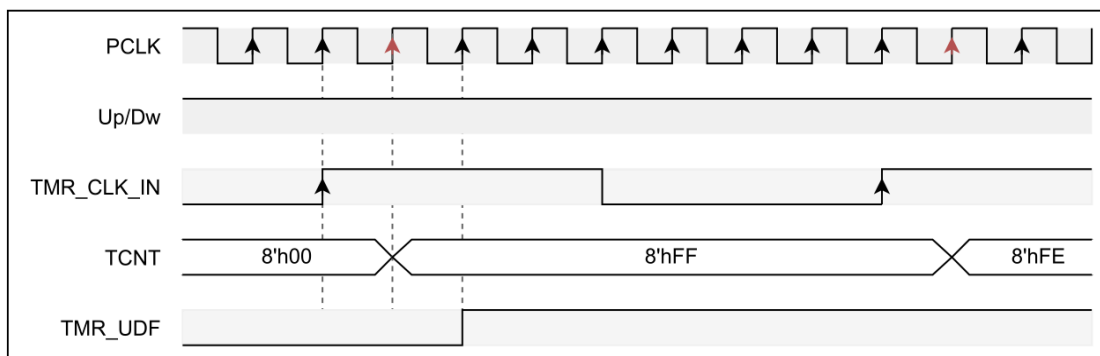 PCLK
Up/Dw
TMR_CLK_IN
TCNT 8'h00 8'hFF 8'hFE
TMR_UDF